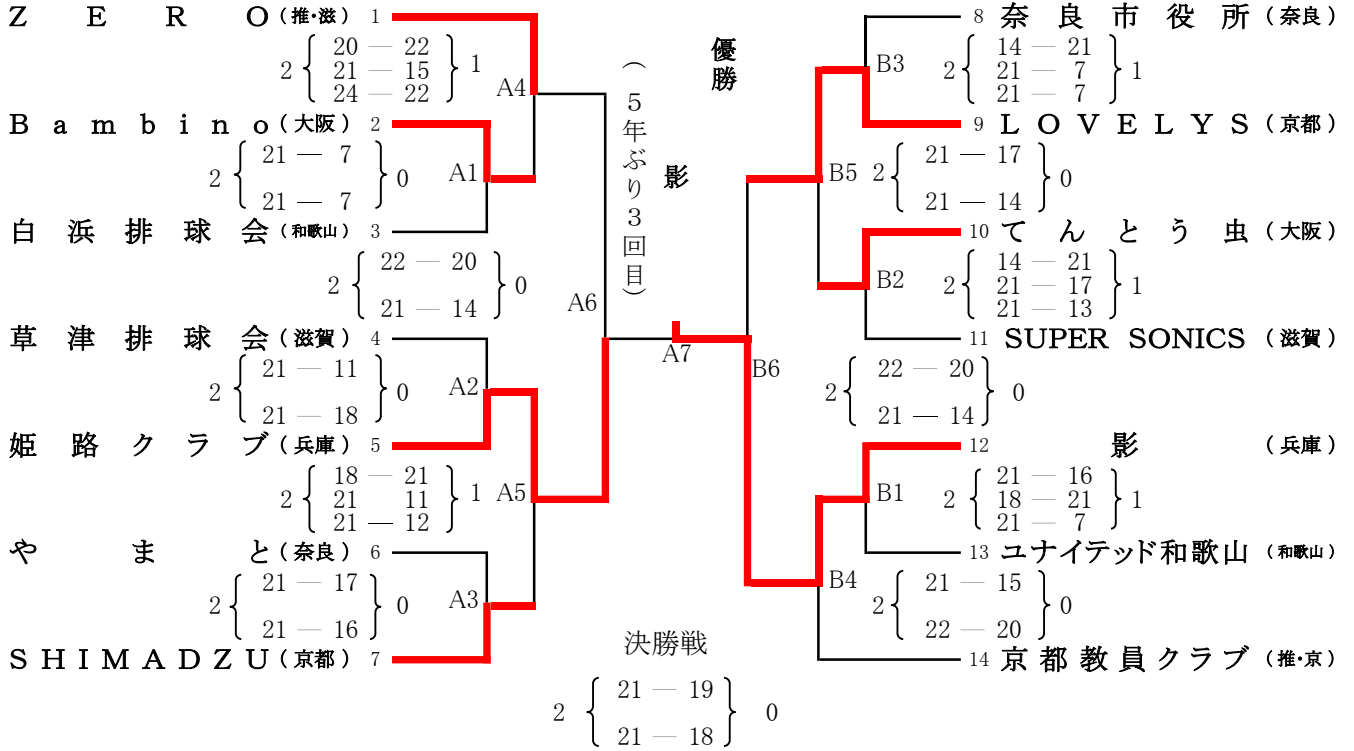 ZERO（推・滋） 1
20 ― 22
2 21 ― 15 1
24 ― 22
A4
Bambino（大阪） 2
21 ― 7
2 0
21 ― 7
A1
白浜排球会（和歌山） 3
22 ― 20
2 0
21 ― 14
A6
草津排球会（滋賀） 4
21 ― 11
2 0
21 ― 18
A2
姫路クラブ（兵庫） 5
18 ― 21
2 21 11 1
21 ― 12
A5
やまと（奈良） 6
21 ― 17
2 0
21 ― 16
A3
SHIMADZU（京都） 7
優勝
影
（5年ぶり3回目）
A7
決勝戦
21 ― 19
2 0
21 ― 18
8 奈良市役所（奈良）
14 ― 21
2 21 ― 7 1
21 ― 7
B3
9 LOVELYS（京都）
21 ― 17
2 0
21 ― 14
B5
10 てんとう虫（大阪）
14 ― 21
2 21 ― 17 1
21 ― 13
B2
11 SUPER SONICS（滋賀）
22 ― 20
2 0
21 ― 14
B6
12 影（兵庫）
21 ― 16
2 18 ― 21 1
21 ― 7
B1
13 ユナイテッド和歌山（和歌山）
21 ― 15
2 0
22 ― 20
B4
14 京都教員クラブ（推・京）